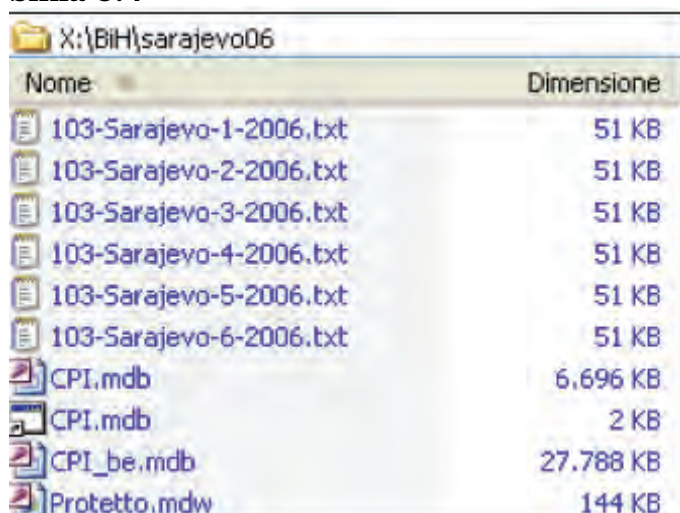 X:\BiH\sarajevo06
Nome Dimensione
103-Sarajevo-1-2006.txt 51 KB
103-Sarajevo-2-2006.txt 51 KB
103-Sarajevo-3-2006.txt 51 KB
103-Sarajevo-4-2006.txt 51 KB
103-Sarajevo-5-2006.txt 51 KB
103-Sarajevo-6-2006.txt 51 KB
CPI.mdb 6.696 KB
CPI.mdb 2 KB
CPI_be.mdb 27.788 KB
Protetto.mdw 144 KB